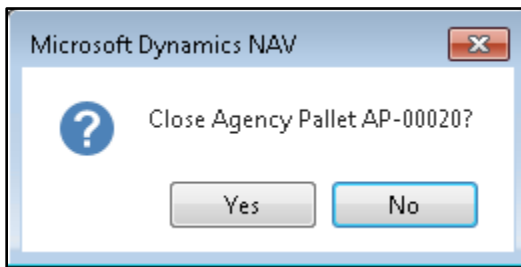 Microsoft Dynamics NAV
Close Agency Pallet AP-00020?
Yes No